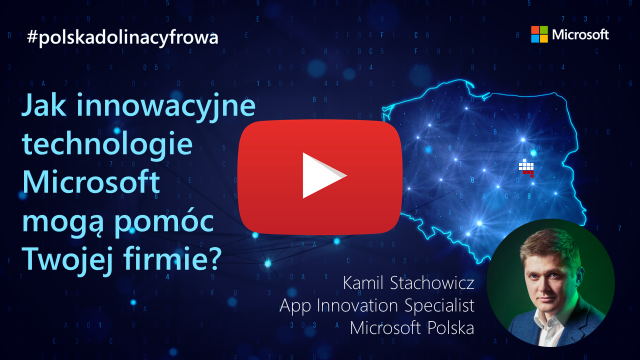 #polskadolinacyfrowa
Microsoft
Jak innowacyjne
technologie
Microsoft
mogą pomóc
Twojej firmie?
Kamil Stachowicz
App Innovation Specialist
Microsoft Polska